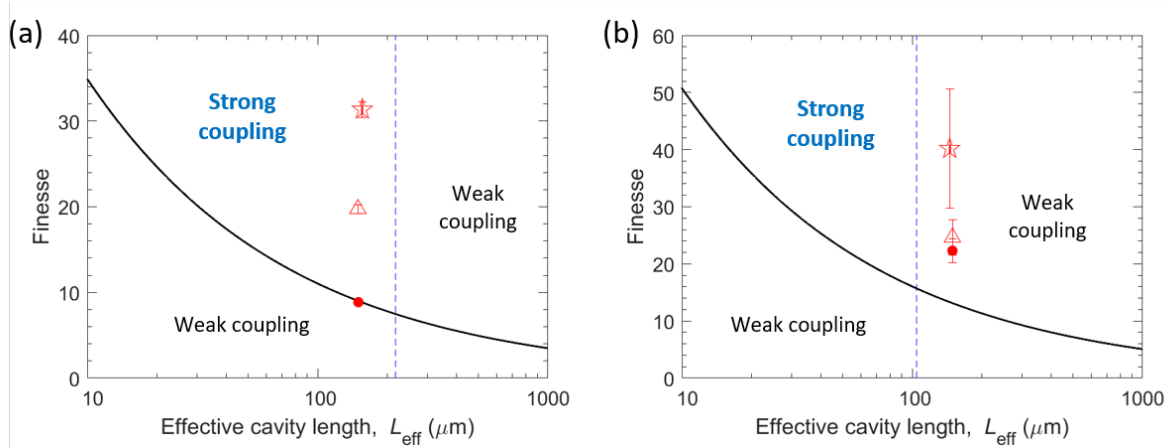 (a)
40
30
20
10
0
Finesse
Strong
coupling
Weak
coupling
Weak coupling
10
100
1000
Effective cavity length, L_eff (μm)
(b)
60
50
40
30
20
10
0
Finesse
Strong
coupling
Weak
coupling
Weak coupling
10
100
1000
Effective cavity length, L_eff (μm)